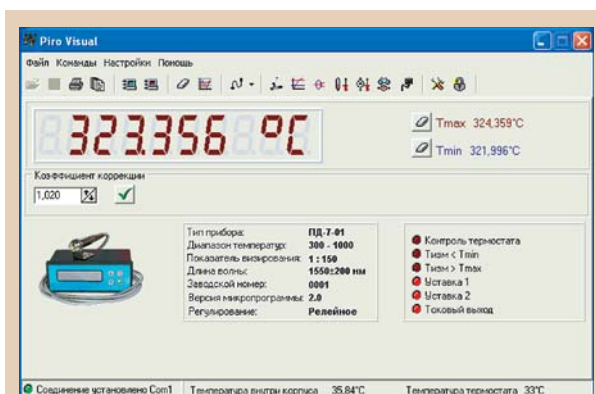 Piro Visual
Файл Команды Настройки Помощь
323.356 °C
Tmax 324,359°C
Tmin 321,996°C
Коэффициент коррекции
1,020
Тип прибора: ПД-7-01
Диапазон температур: 300 - 1000
Показатель визирования: 1 : 150
Длина волны: 1550±200 нм
Заводской номер: 0001
Версия микропрограммы: 2.0
Регулирование: Релейное
Контроль термостата
Тизм < Tmin
Тизм > Tmax
Уставка 1
Уставка 2
Токовый выход
Соединение установлено Com1 Температура внутри корпуса 35.84°C Температура термостата 33°C